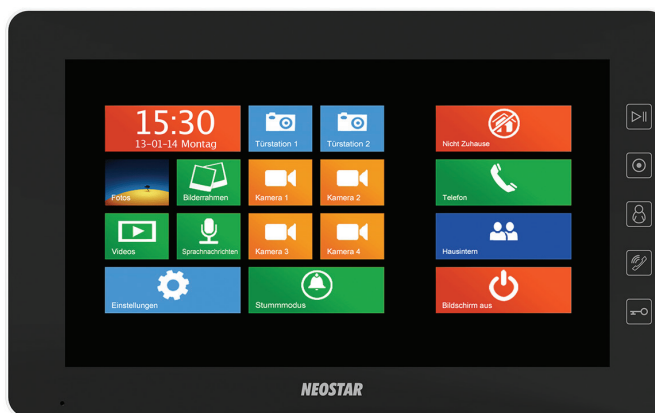 15:30
13-01-14 Montag
Türstation 1
Türstation 2
Nicht Zuhause
Fotos
Bilderrahmen
Kamera 1
Kamera 2
Telefon
Videos
Sprachnachrichten
Kamera 3
Kamera 4
Hausintern
Einstellungen
Stummmodus
Bildschirm aus
NEOSTAR